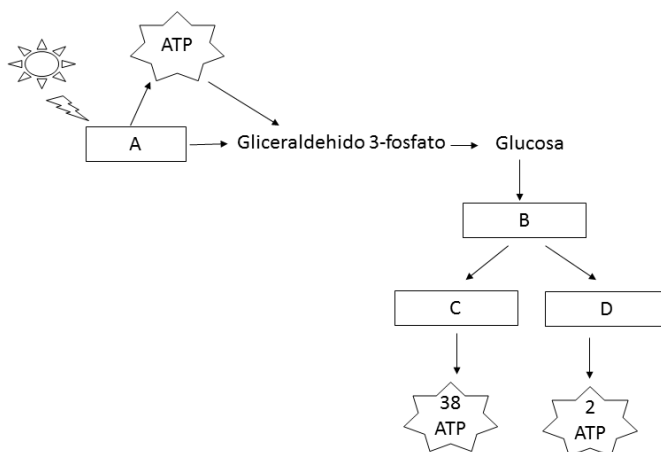 ATP
A
Gliceraldehido 3-fosfato
Glucosa
B
C
D
38
ATP
2
ATP